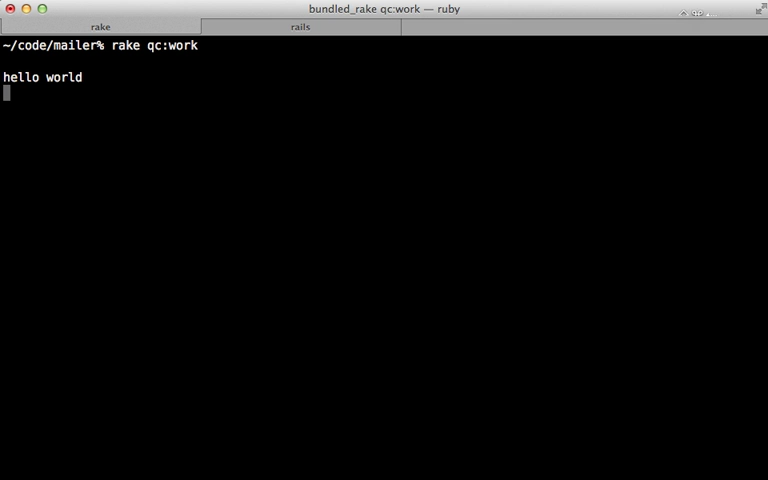 bundled_rake qc:work — ruby
rake
rails
~/code/mailer% rake qc:work
hello world